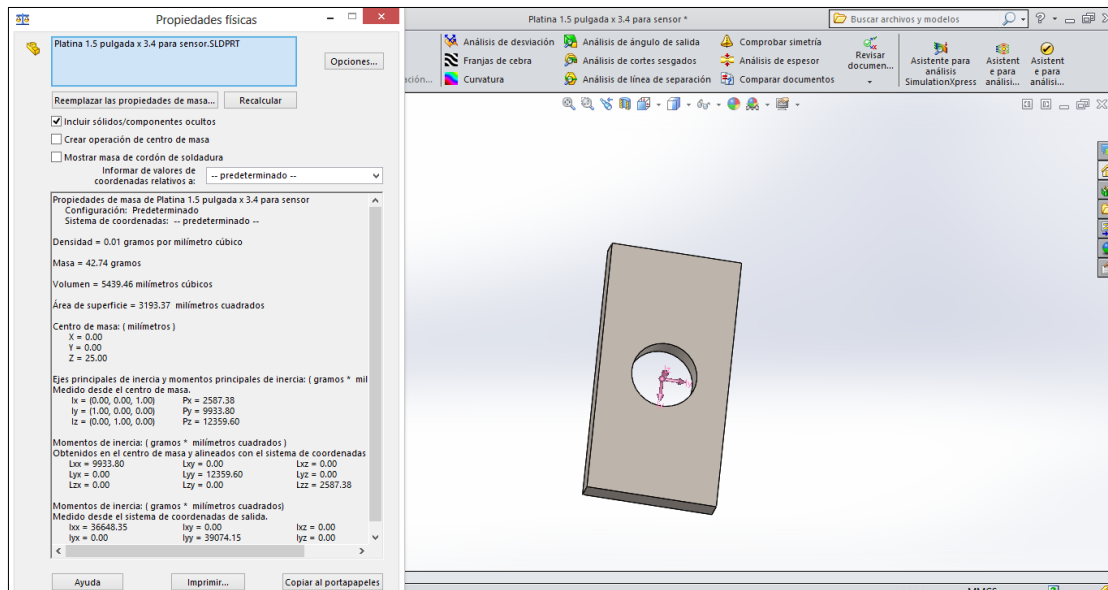 Propiedades físicas
Platina 1.5 pulgada x 3.4 para sensor.SLDPRT
Opciones...
Reemplazar las propiedades de masa...
Recalcular
Incluir sólidos/componentes ocultos
Crear operación de centro de masa
Mostrar masa de cordón de soldadura
Informar de valores de
coordenadas relativos a:
-- predeterminado --
Propiedades de masa de Platina 1.5 pulgada x 3.4 para sensor
Configuración: Predeterminado
Sistema de coordenadas: -- predeterminado --
Densidad = 0.01 gramos por milímetro cúbico
Masa = 42.74 gramos
Volumen = 5439.46 milímetros cúbicos
Área de superficie = 3193.37 milímetros cuadrados
Centro de masa: ( milímetros )
X = 0.00
Y = 0.00
Z = 25.00
Ejes principales de inercia y momentos principales de inercia: ( gramos * mil
Medido desde el centro de masa.
Ix = (0.00, 0.00, 1.00) Px = 2587.38
Iy = (1.00, 0.00, 0.00) Py = 9933.80
Iz = (0.00, 1.00, 0.00) Pz = 12359.60
Momentos de inercia: ( gramos * milímetros cuadrados )
Obtenidos en el centro de masa y alineados con el sistema de coordenadas
Lxx = 9933.80 Lxy = 0.00 Lxz = 0.00
Lyx = 0.00 Lyy = 12359.60 Lyz = 0.00
Lzx = 0.00 Lzy = 0.00 Lzz = 2587.38
Momentos de inercia: ( gramos * milímetros cuadrados)
Medido desde el sistema de coordenadas de salida.
Ixx = 36648.35 Ixy = 0.00 Ixz = 0.00
Iyx = 0.00 Iyy = 39074.15 Iyz = 0.00
Ayuda
Imprimir...
Copiar al portapapeles
Platina 1.5 pulgada x 3.4 para sensor *
Buscar archivos y modelos
Análisis de desviación
Análisis de ángulo de salida
Comprobar simetría
Franjas de cebra
Análisis de cortes sesgados
Análisis de espesor
ción...
Curvatura
Análisis de línea de separación
Comparar documentos
Revisar
documen...
Asistente para
análisis
SimulationXpress
Asistent
e para
análisi...
Asistent
e para
análisi...